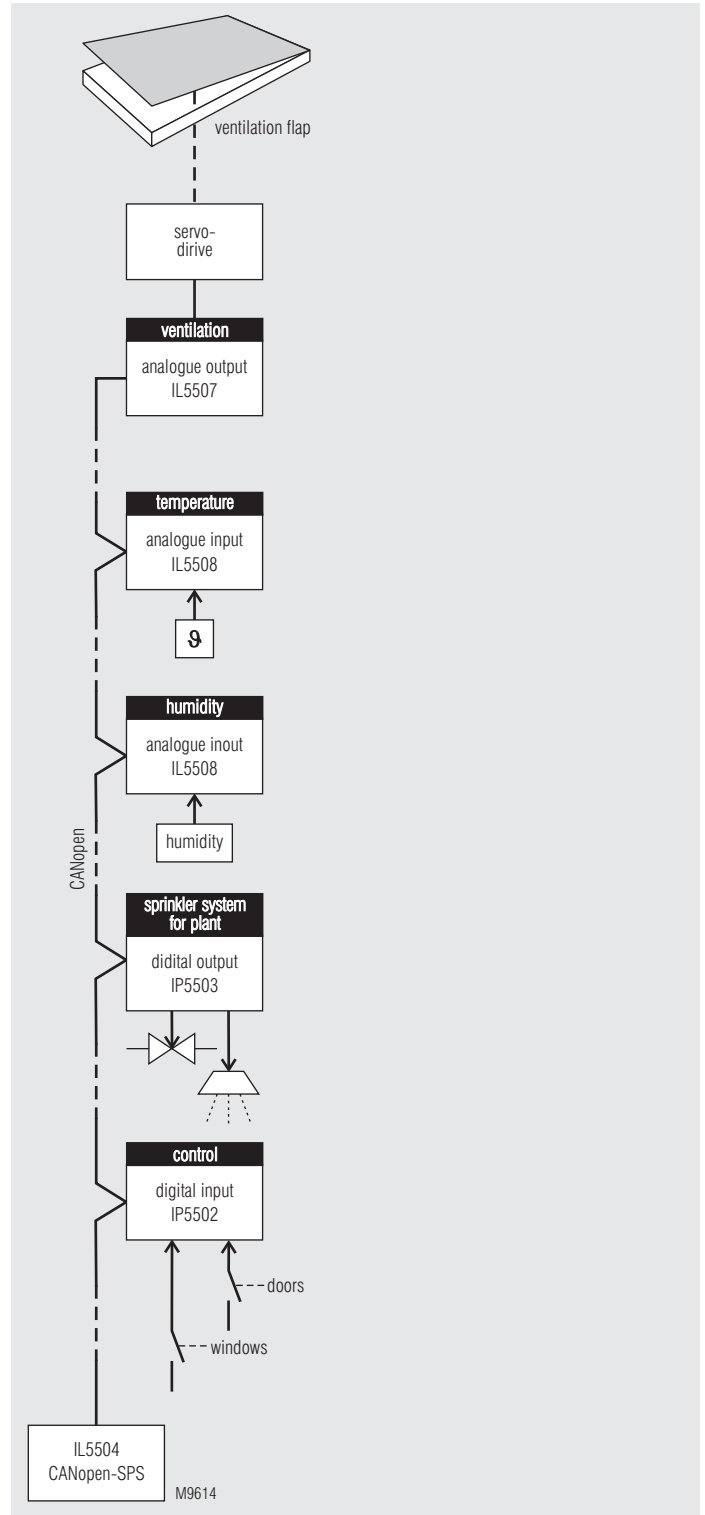 ventilation flap
servo-
dirive
ventilation
analogue output
IL5507
temperature
analogue input
IL5508
ϑ
humidity
analogue inout
IL5508
humidity
CANopen
sprinkler system
for plant
didital output
IP5503
control
digital input
IP5502
doors
windows
IL5504
CANopen-SPS
M9614